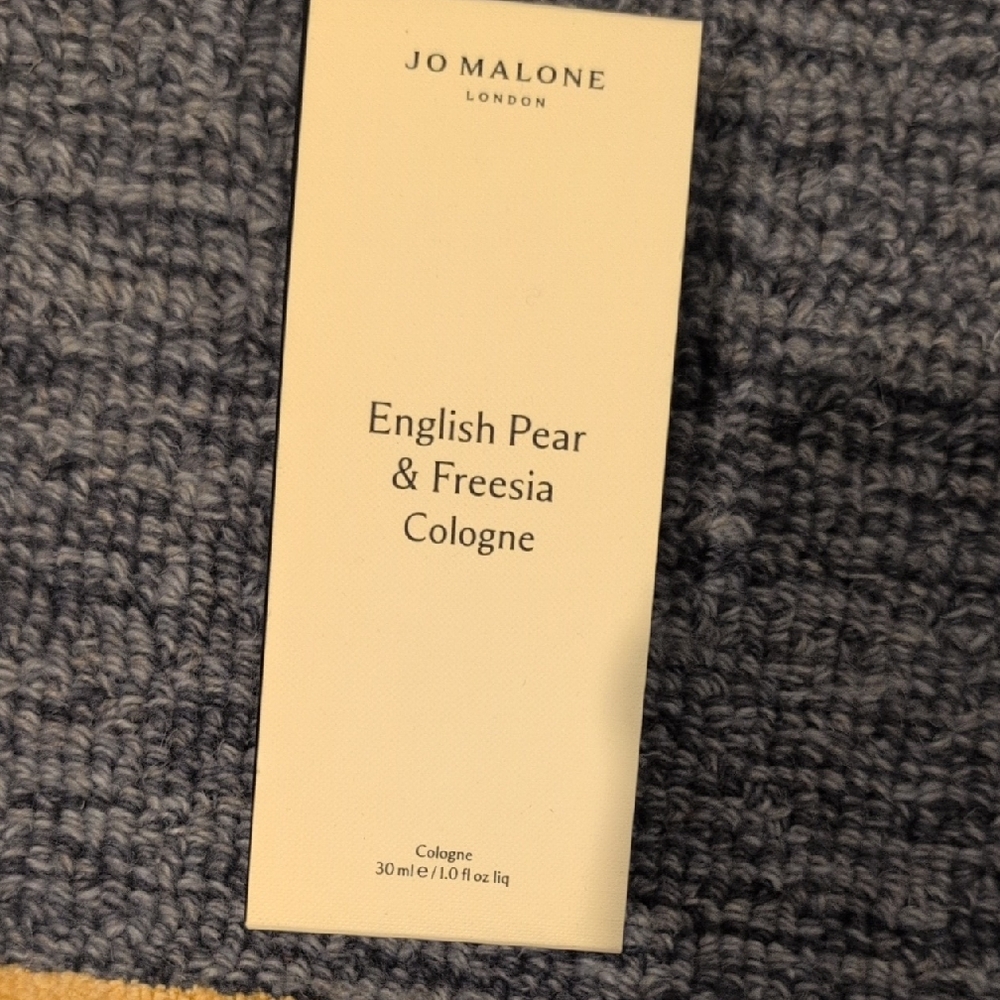 JO MALONE
LONDON
English Pear
& Freesia
Cologne
Cologne
30 ml ℮ / 1.0 fl oz liq